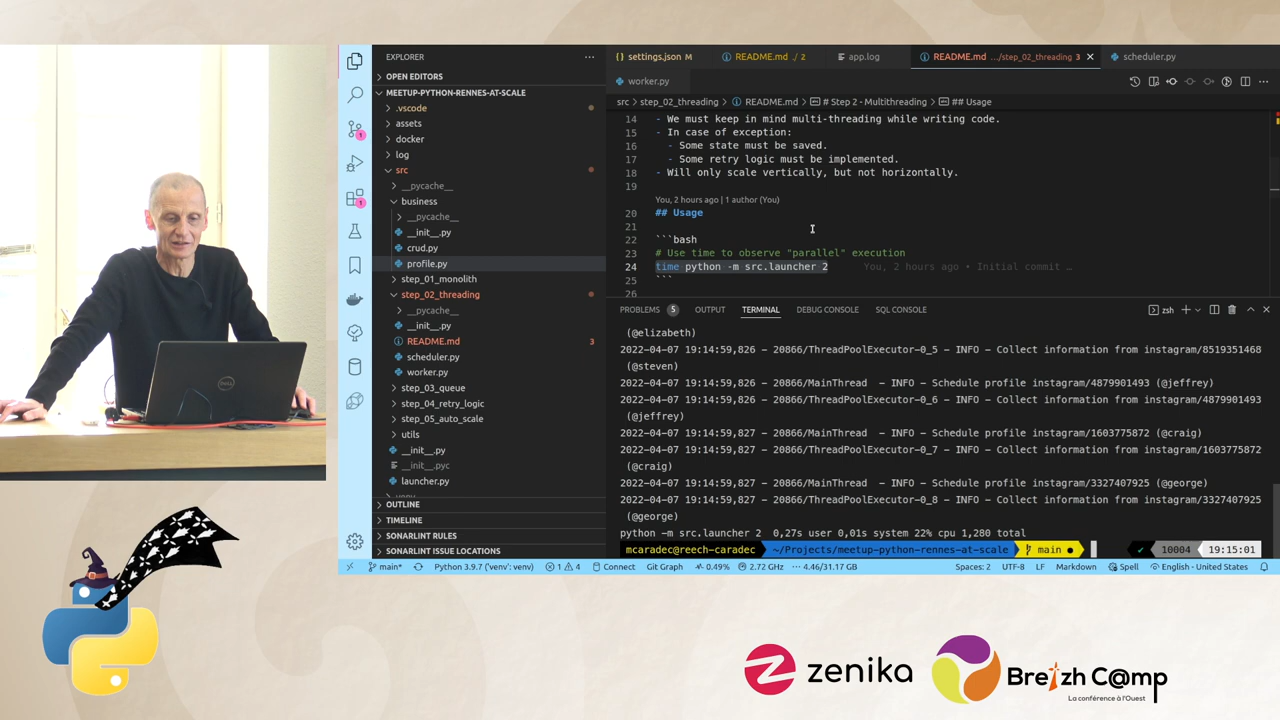 EXPLORER
OPEN EDITORS
MEETUP-PYTHON-RENNES-AT-SCALE
.vscode
assets
docker
log
src
__pycache__
business
__pycache__
__init__.py
crud.py
profile.py
step_01_monolith
step_02_threading
__pycache__
__init__.py
README.md 3
scheduler.py
worker.py
step_03_queue
step_04_retry_logic
step_05_auto_scale
utils
__init__.py
__init__.pyc
launcher.py
OUTLINE
TIMELINE
SONARLINT RULES
SONARLINT ISSUE LOCATIONS
settings.json M
README.md ./ 2
app.log
README.md .../step_02_threading 3
scheduler.py
worker.py
src > step_02_threading > README.md > # Step 2 - Multithreading > ## Usage
14 - We must keep in mind multi-threading while writing code.
15 - In case of exception:
16 - Some state must be saved.
17 - Some retry logic must be implemented.
18 - Will only scale vertically, but not horizontally.
19
You, 2 hours ago | 1 author (You)
20 ## Usage
21
22 ```bash
23 # Use time to observe "parallel" execution
24 time python -m src.launcher 2 You, 2 hours ago • Initial commit …
25 ```
26
PROBLEMS 5 OUTPUT TERMINAL DEBUG CONSOLE SQL CONSOLE zsh
(@elizabeth)
2022-04-07 19:14:59,826 - 20866/ThreadPoolExecutor-0_5 - INFO - Collect information from instagram/8519351468
(@steven)
2022-04-07 19:14:59,826 - 20866/MainThread - INFO - Schedule profile instagram/4879901493 (@jeffrey)
2022-04-07 19:14:59,826 - 20866/ThreadPoolExecutor-0_6 - INFO - Collect information from instagram/4879901493
(@jeffrey)
2022-04-07 19:14:59,827 - 20866/MainThread - INFO - Schedule profile instagram/1603775872 (@craig)
2022-04-07 19:14:59,827 - 20866/ThreadPoolExecutor-0_7 - INFO - Collect information from instagram/1603775872
(@craig)
2022-04-07 19:14:59,827 - 20866/MainThread - INFO - Schedule profile instagram/3327407925 (@george)
2022-04-07 19:14:59,827 - 20866/ThreadPoolExecutor-0_8 - INFO - Collect information from instagram/3327407925
(@george)
python -m src.launcher 2 0,27s user 0,01s system 22% cpu 1,280 total
mcaradec@reech-caradec ~/Projects/meetup-python-rennes-at-scale main ● ✓ 10004 19:15:01
main* Python 3.9.7 ('venv': venv) 1 4 Connect Git Graph 0.49% 2.72 GHz 4.46/31.17 GB Spaces: 2 UTF-8 LF Markdown Spell English - United States
DELL
zenika
Breizh C@mp
La conférence à l'Ouest